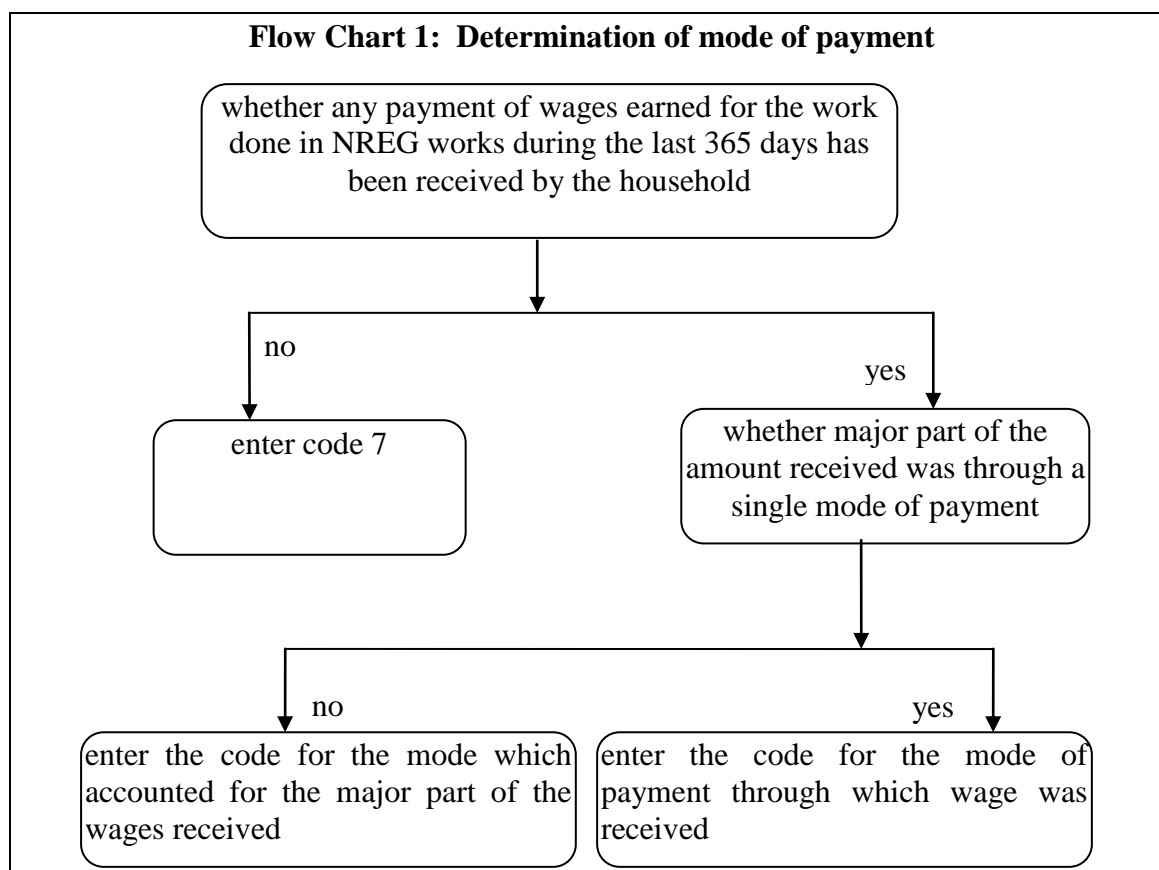 Flow Chart 1: Determination of mode of payment
whether any payment of wages earned for the work
done in NREG works during the last 365 days has
been received by the household
no
yes
enter code 7
whether major part of the
amount received was through a
single mode of payment
no
yes
enter the code for the mode which
accounted for the major part of the
wages received
enter the code for the mode of
payment through which wage was
received